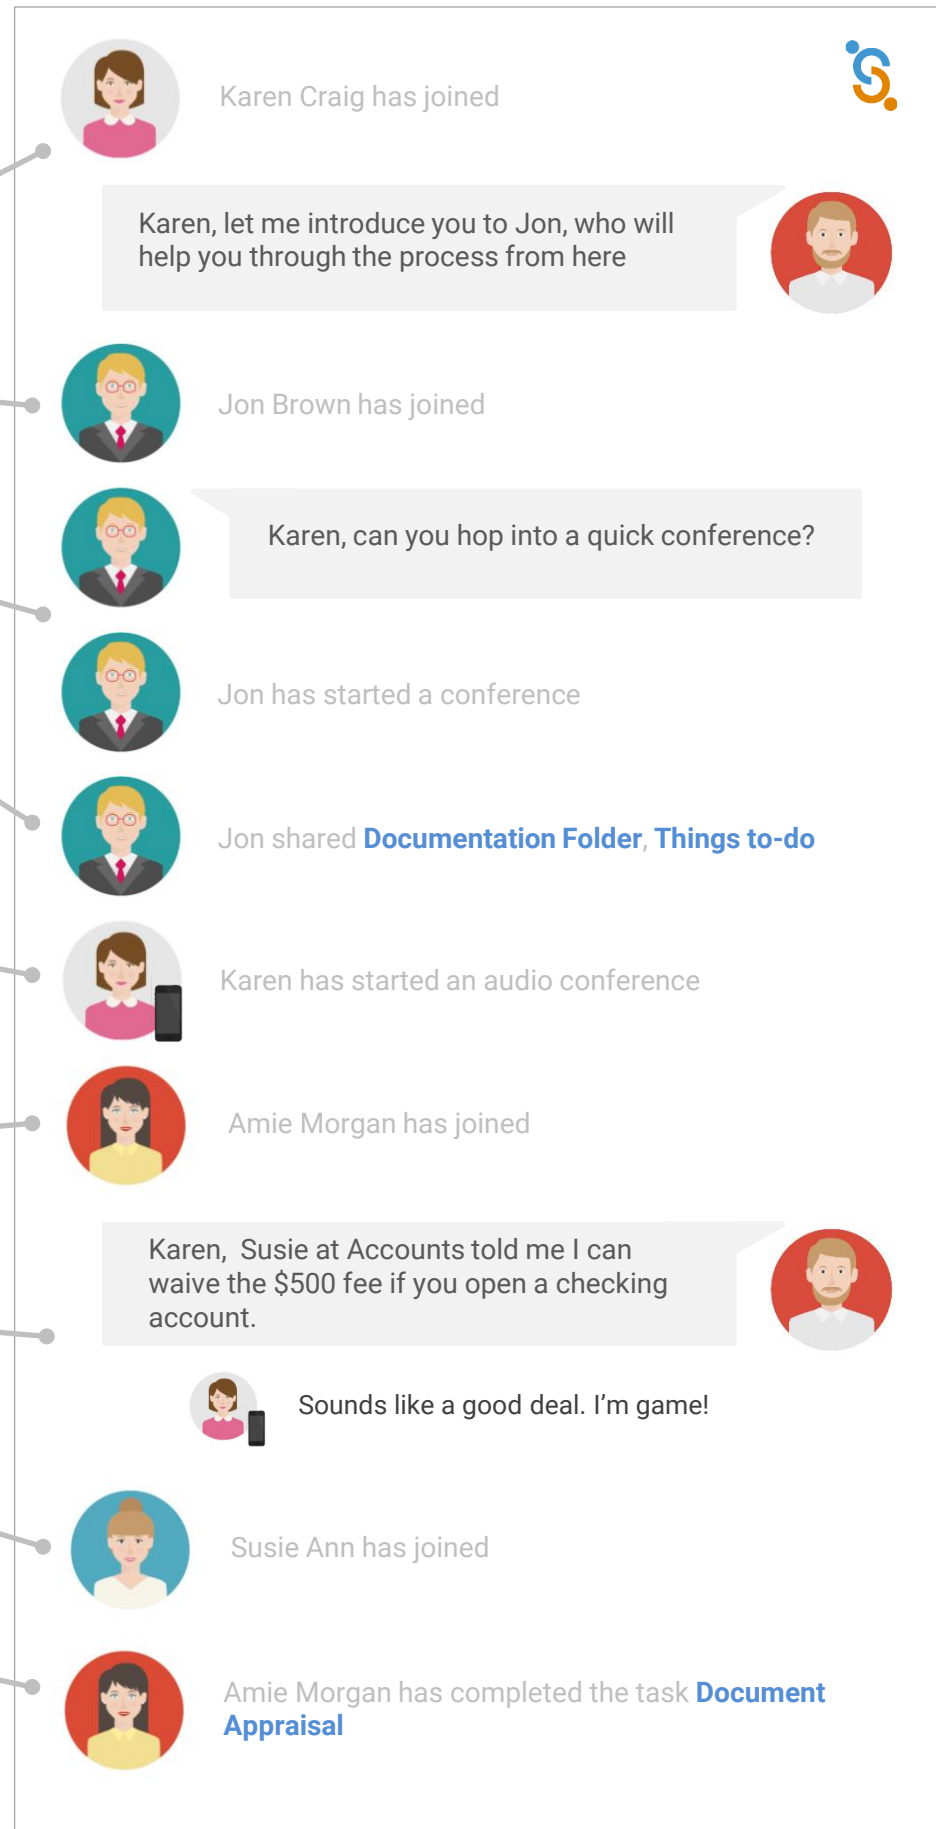 Karen Craig has joined
Karen, let me introduce you to Jon, who will
help you through the process from here
Jon Brown has joined
Karen, can you hop into a quick conference?
Jon has started a conference
Jon shared Documentation Folder, Things to-do
Karen has started an audio conference
Amie Morgan has joined
Karen,  Susie at Accounts told me I can
waive the $500 fee if you open a checking
account.
Sounds like a good deal. I’m game!
Susie Ann has joined
Amie Morgan has completed the task Document
Appraisal